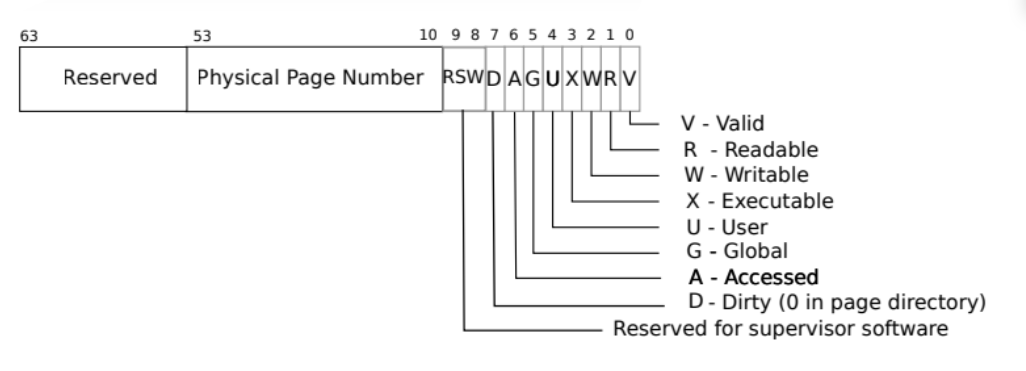 63 53 10 9 8 7 6 5 4 3 2 1 0
Reserved Physical Page Number RSW D A G U X W R V
V - Valid
R - Readable
W - Writable
X - Executable
U - User
G - Global
A - Accessed
D - Dirty (0 in page directory)
Reserved for supervisor software